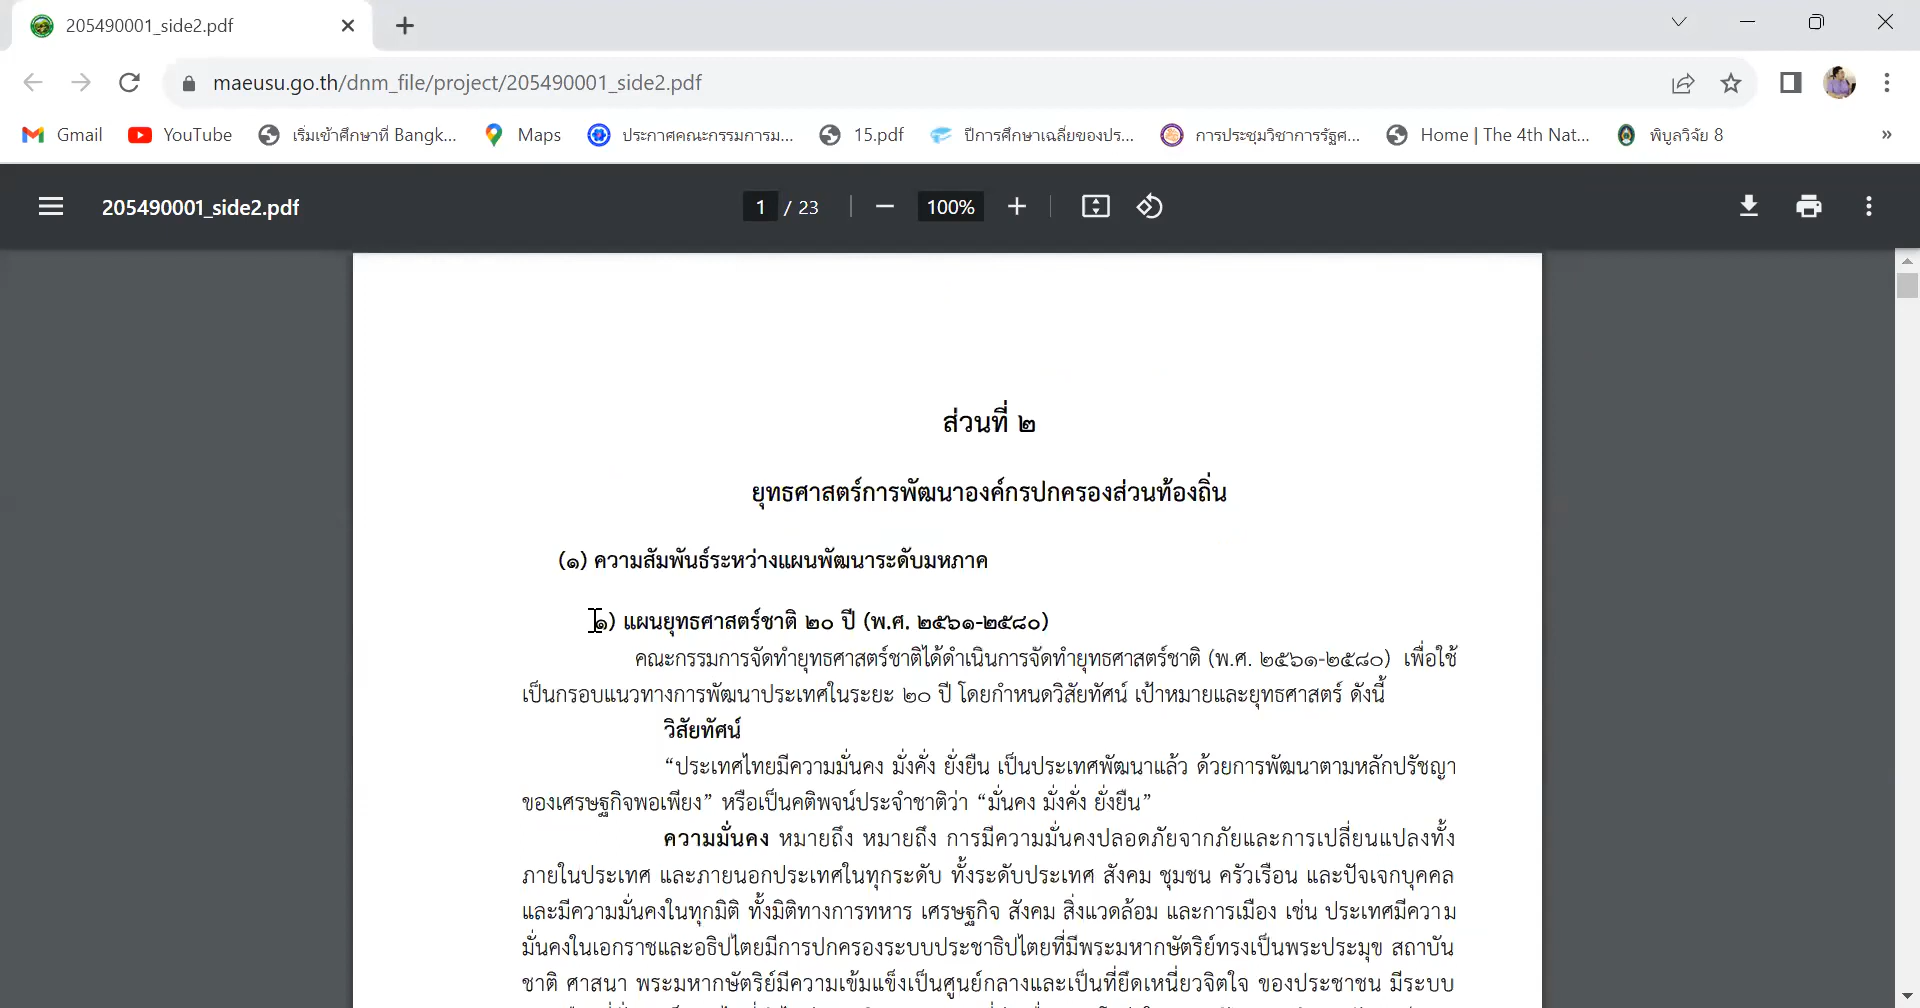 205490001_side2.pdf
maeusu.go.th/dnm_file/project/205490001_side2.pdf
Gmail YouTube เริ่มเข้าศึกษาที่ Bangk... Maps ประกาศคณะกรรมการม... 15.pdf ปีการศึกษาเฉลี่ยของปร... การประชุมวิชาการรัฐศ... Home | The 4th Nat... พิบูลวิจัย 8 »
205490001_side2.pdf 1 / 23 100%
ส่วนที่ ๒
ยุทธศาสตร์การพัฒนาองค์กรปกครองส่วนท้องถิ่น
(๑) ความสัมพันธ์ระหว่างแผนพัฒนาระดับมหภาค
๑) แผนยุทธศาสตร์ชาติ ๒๐ ปี (พ.ศ. ๒๕๖๑-๒๕๘๐)
คณะกรรมการจัดทำยุทธศาสตร์ชาติได้ดำเนินการจัดทำยุทธศาสตร์ชาติ (พ.ศ. ๒๕๖๑-๒๕๘๐) เพื่อใช้
เป็นกรอบแนวทางการพัฒนาประเทศในระยะ ๒๐ ปี โดยกำหนดวิสัยทัศน์ เป้าหมายและยุทธศาสตร์ ดังนี้
วิสัยทัศน์
“ประเทศไทยมีความมั่นคง มั่งคั่ง ยั่งยืน เป็นประเทศพัฒนาแล้ว ด้วยการพัฒนาตามหลักปรัชญา
ของเศรษฐกิจพอเพียง” หรือเป็นคติพจน์ประจำชาติว่า “มั่นคง มั่งคั่ง ยั่งยืน”
ความมั่นคง หมายถึง หมายถึง การมีความมั่นคงปลอดภัยจากภัยและการเปลี่ยนแปลงทั้ง
ภายในประเทศ และภายนอกประเทศในทุกระดับ ทั้งระดับประเทศ สังคม ชุมชน ครัวเรือน และปัจเจกบุคคล
และมีความมั่นคงในทุกมิติ ทั้งมิติทางการทหาร เศรษฐกิจ สังคม สิ่งแวดล้อม และการเมือง เช่น ประเทศมีความ
มั่นคงในเอกราชและอธิปไตยมีการปกครองระบบประชาธิปไตยที่มีพระมหากษัตริย์ทรงเป็นพระประมุข สถาบัน
ชาติ ศาสนา พระมหากษัตริย์มีความเข้มแข็งเป็นศูนย์กลางและเป็นที่ยึดเหนี่ยวจิตใจ ของประชาชน มีระบบ